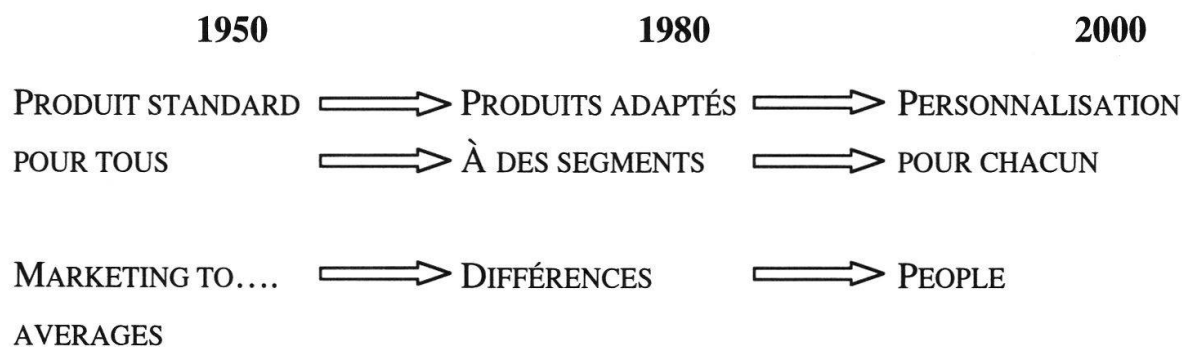 1950 1980 2000
PRODUIT STANDARD PRODUITS ADAPTÉS PERSONNALISATION
POUR TOUS À DES SEGMENTS POUR CHACUN
MARKETING TO.... DIFFÉRENCES PEOPLE
AVERAGES